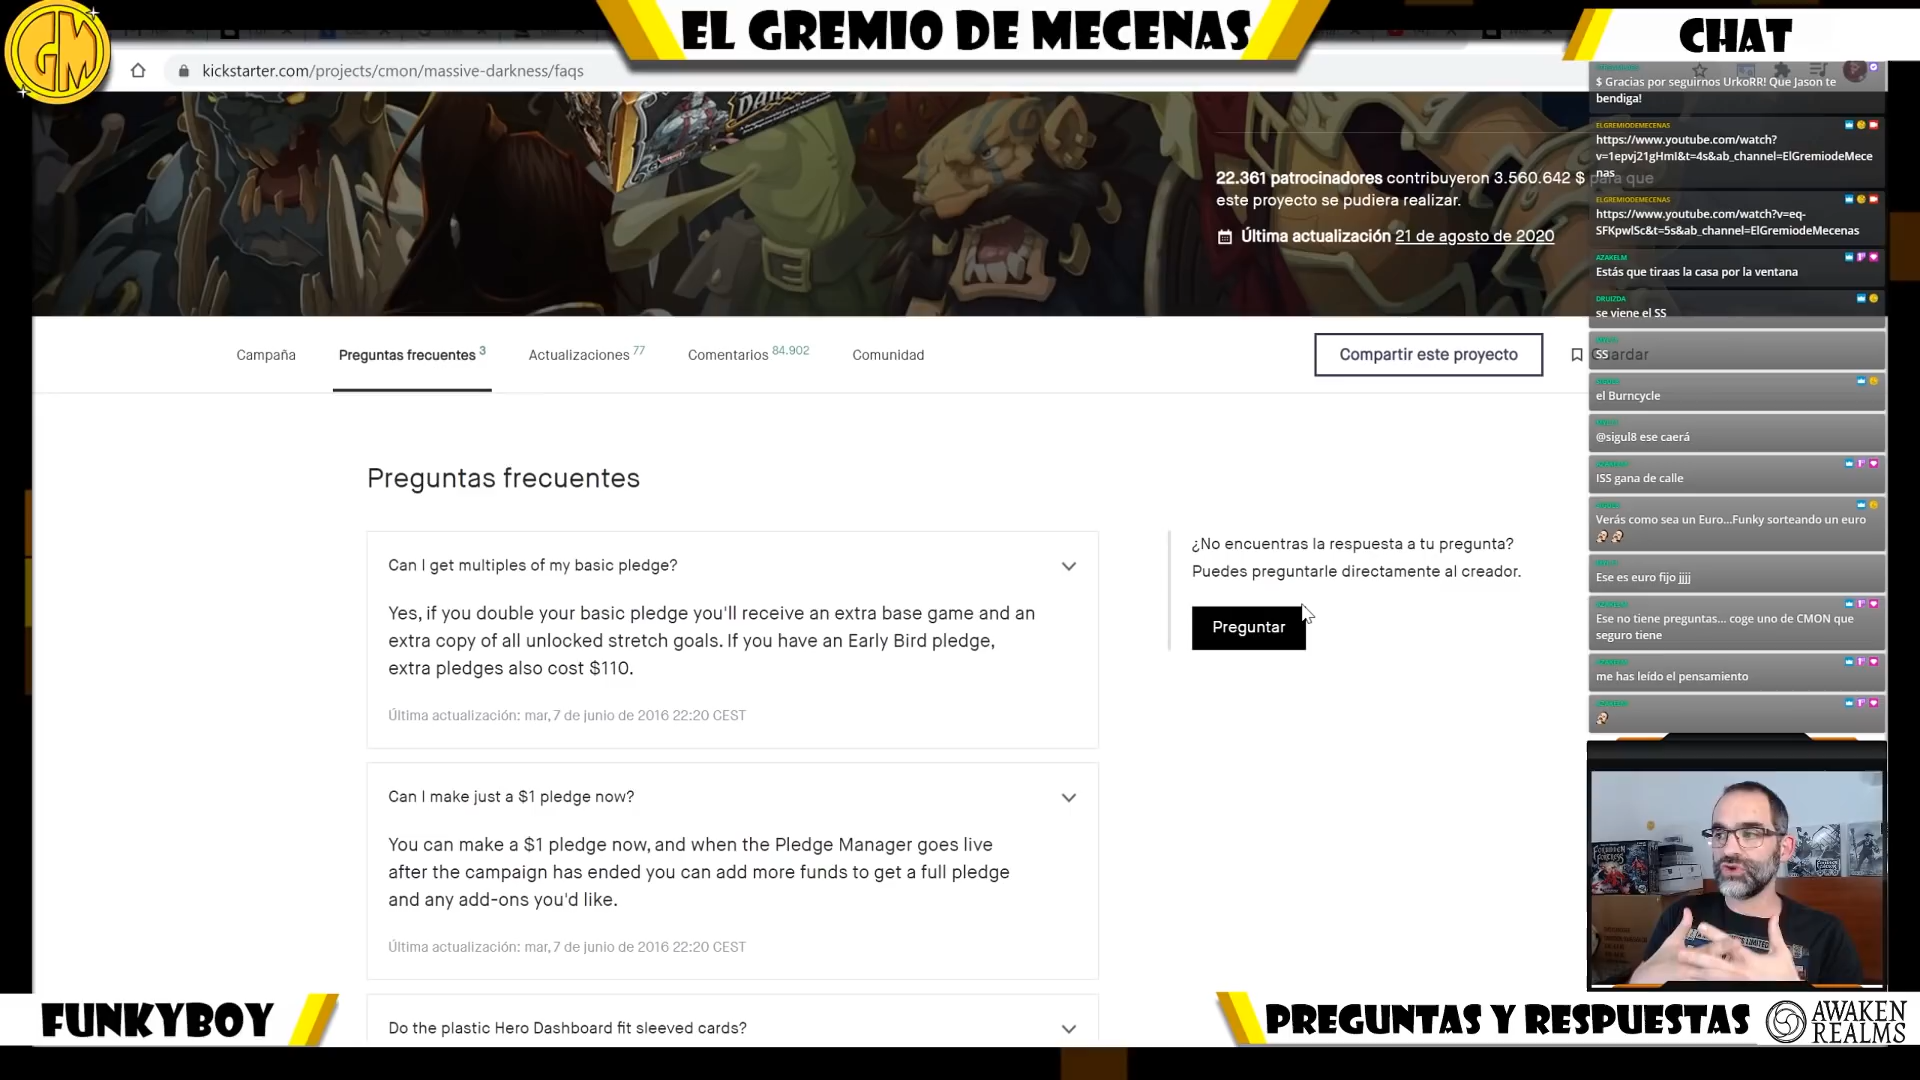 EL GREMIO DE MECENAS
CHAT
GM
kickstarter.com/projects/cmon/massive-darkness/faqs
22.361 patrocinadores contribuyeron 3.560.642 $ para que
este proyecto se pudiera realizar.
Última actualización 21 de agosto de 2020
Campaña
Preguntas frecuentes 3
Actualizaciones 77
Comentarios 84.902
Comunidad
Compartir este proyecto
Guardar
Preguntas frecuentes
Can I get multiples of my basic pledge?
Yes, if you double your basic pledge you'll receive an extra base game and an
extra copy of all unlocked stretch goals. If you have an Early Bird pledge,
extra pledges also cost $110.
Última actualización: mar, 7 de junio de 2016 22:20 CEST
Can I make just a $1 pledge now?
You can make a $1 pledge now, and when the Pledge Manager goes live
after the campaign has ended you can add more funds to get a full pledge
and any add-ons you'd like.
Última actualización: mar, 7 de junio de 2016 22:20 CEST
Do the plastic Hero Dashboard fit sleeved cards?
¿No encuentras la respuesta a tu pregunta?
Puedes preguntarle directamente al creador.
Preguntar
$ Gracias por seguirnos UrkoRR! Que Jason te
bendiga!
ELGREMIODEMECENAS
https://www.youtube.com/watch?
v=1epvj21gHmI&t=4s&ab_channel=ElGremiodeMece
nas
ELGREMIODEMECENAS
https://www.youtube.com/watch?v=eq-
SFKpwlSc&t=5s&ab_channel=ElGremiodeMecenas
AZAKELM
Estás que tiraas la casa por la ventana
DRUIZDA
se viene el SS
SS
el Burncycle
@sigul8 ese caerá
ISS gana de calle
Verás como sea un Euro...Funky sorteando un euro
Ese es euro fijo jjjj
Ese no tiene preguntas... coge uno de CMON que
seguro tiene
me has leído el pensamiento
FORBIDDEN
FORTRESS
FUNKYBOY
PREGUNTAS Y RESPUESTAS
AWAKEN
REALMS